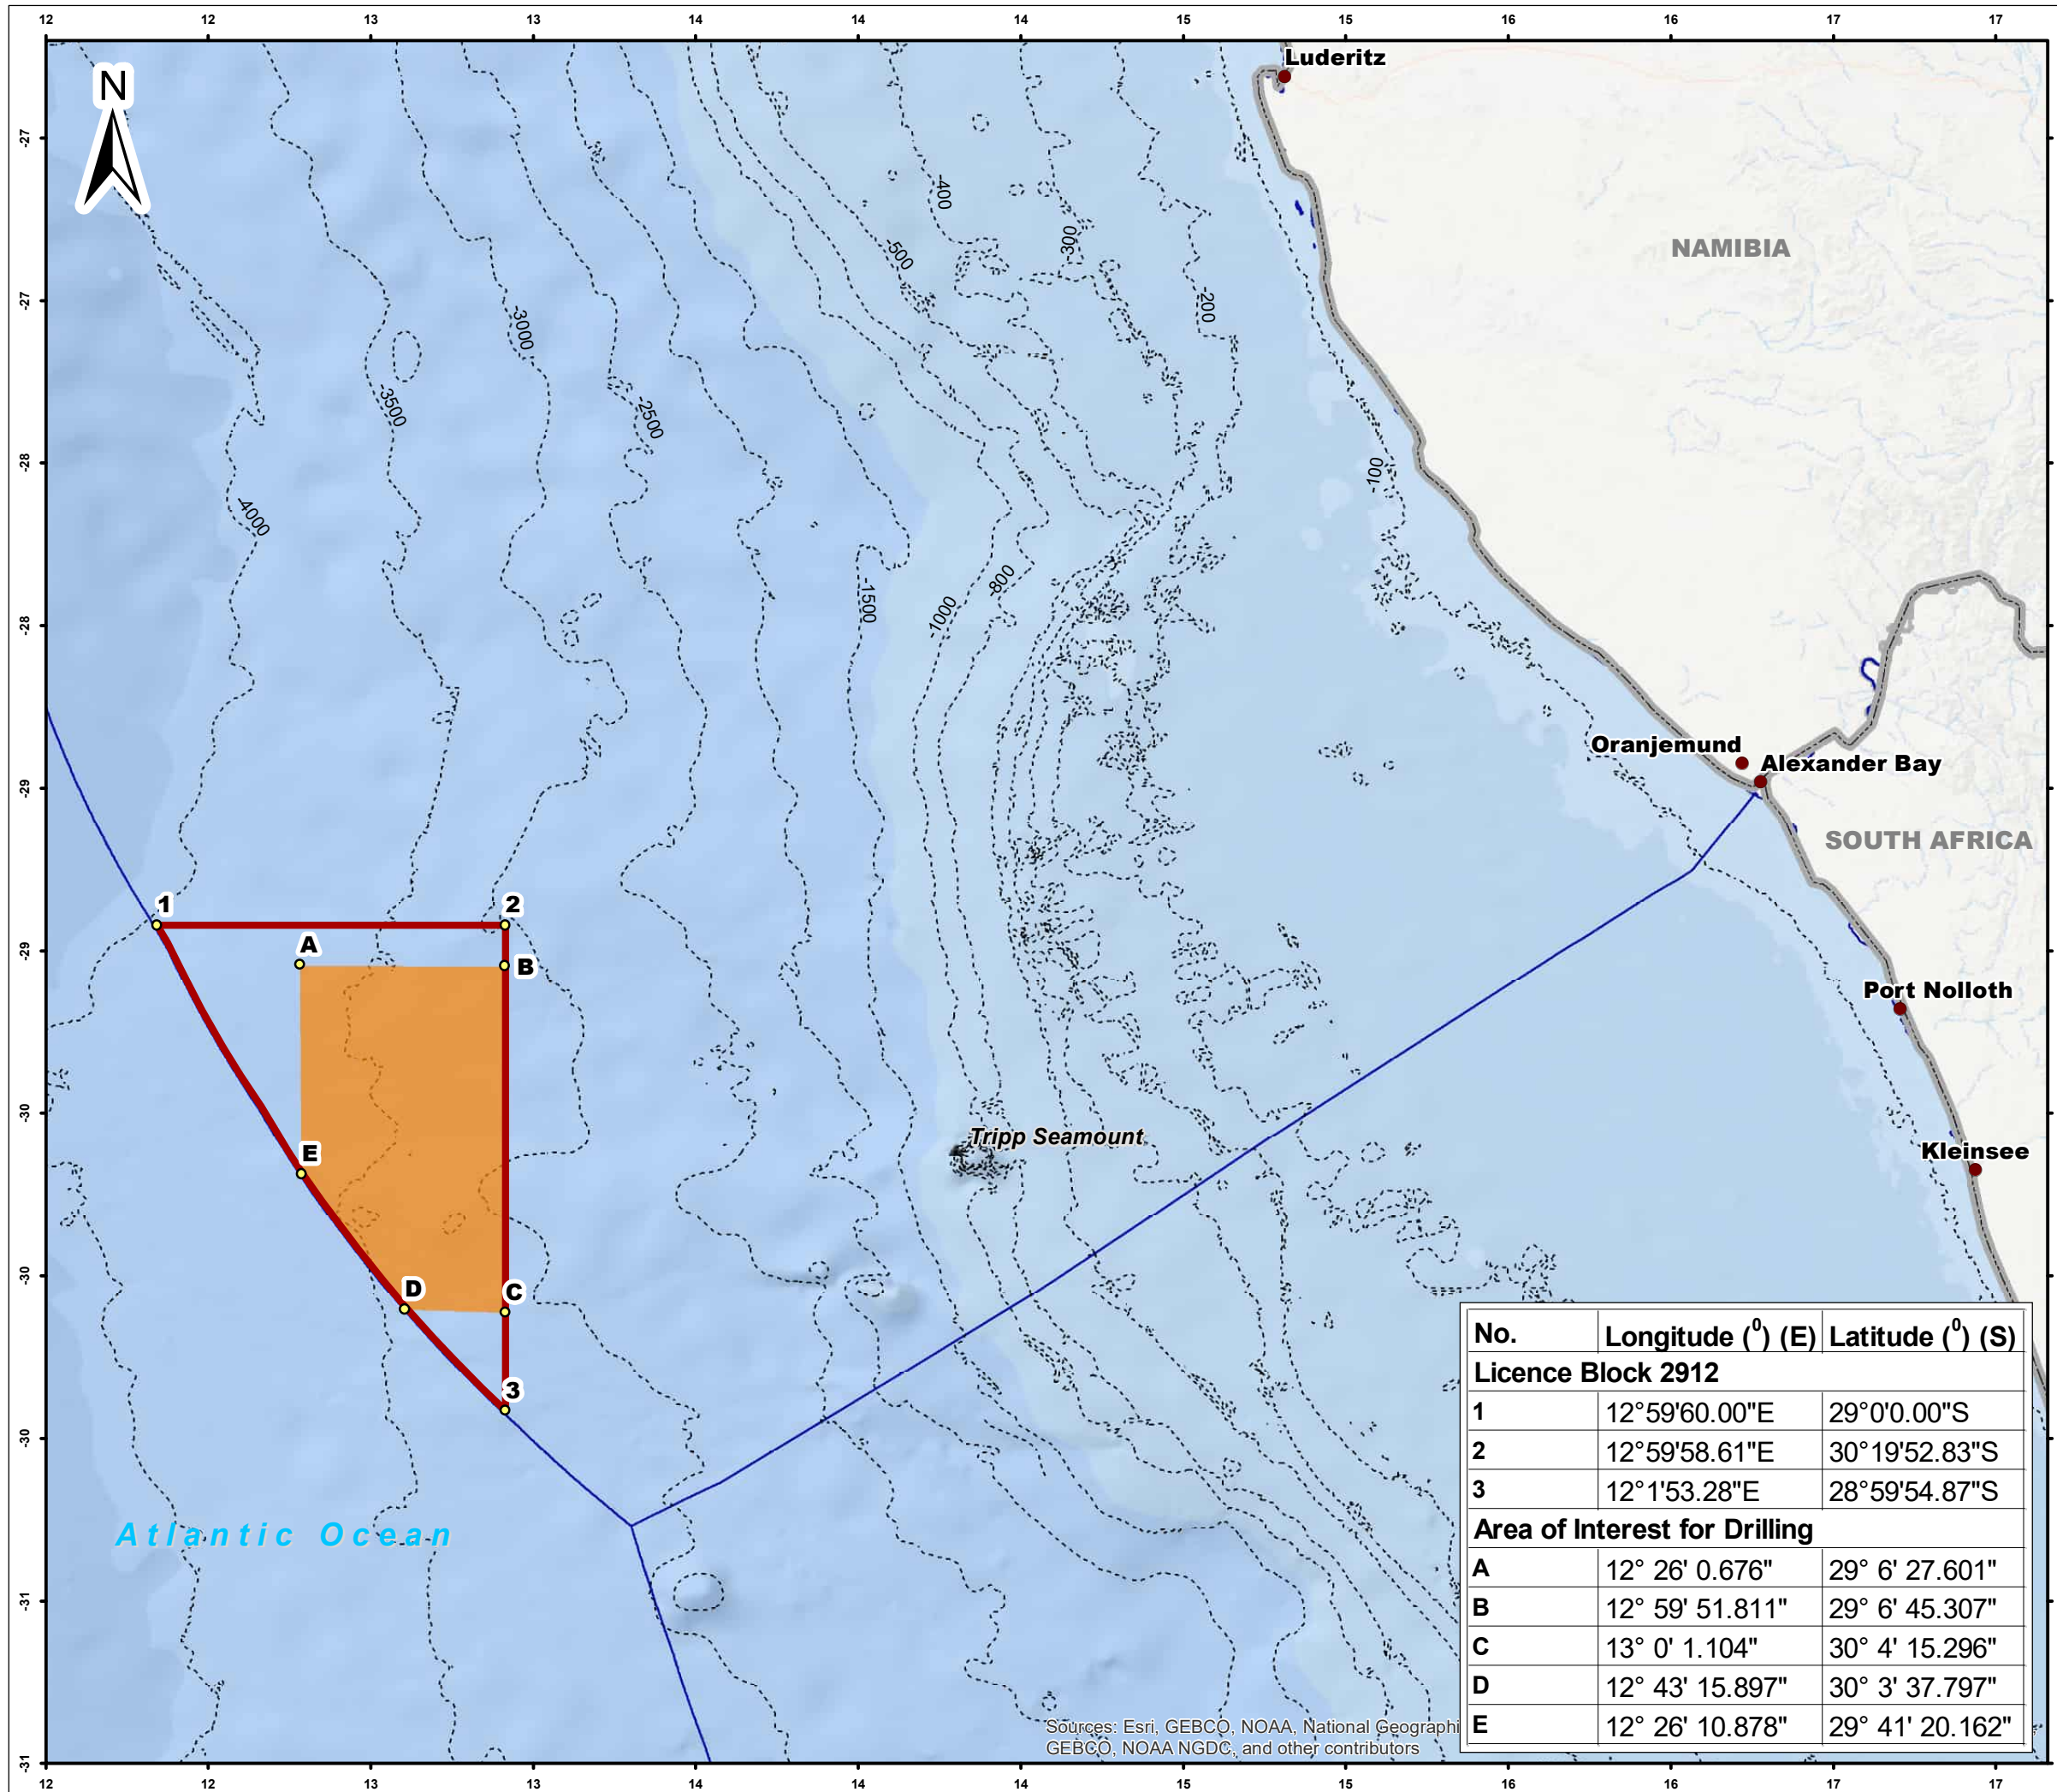 12 12 13 13 14 14 14 15 15 16 16 17 17
N
Luderitz
-27
-400
-500
-300
NAMIBIA
-27
-200
-3000
-3500
-2500
-28
-100
-4000
-1500
-1000
-800
-28
Oranjemund
Alexander Bay
-29
SOUTH AFRICA
1
2
A
-29
B
Port Nolloth
-30
Tripp Seamount
E
Kleinsee
-30
D
C
3
-30
Atlantic Ocean
-31
-31
No. Longitude (0) (E) Latitude (0) (S)
Licence Block 2912
1 12°59'60.00"E 29°0'0.00"S
2 12°59'58.61"E 30°19'52.83"S
3 12°1'53.28"E 28°59'54.87"S
Area of Interest for Drilling
A 12° 26' 0.676" 29° 6' 27.601"
B 12° 59' 51.811" 29° 6' 45.307"
C 13° 0' 1.104" 30° 4' 15.296"
D 12° 43' 15.897" 30° 3' 37.797"
E 12° 26' 10.878" 29° 41' 20.162"
Sources: Esri, GEBCO, NOAA, National Geographi
GEBCO, NOAA NGDC, and other contributors
12 12 13 13 14 14 14 15 15 16 16 17 17